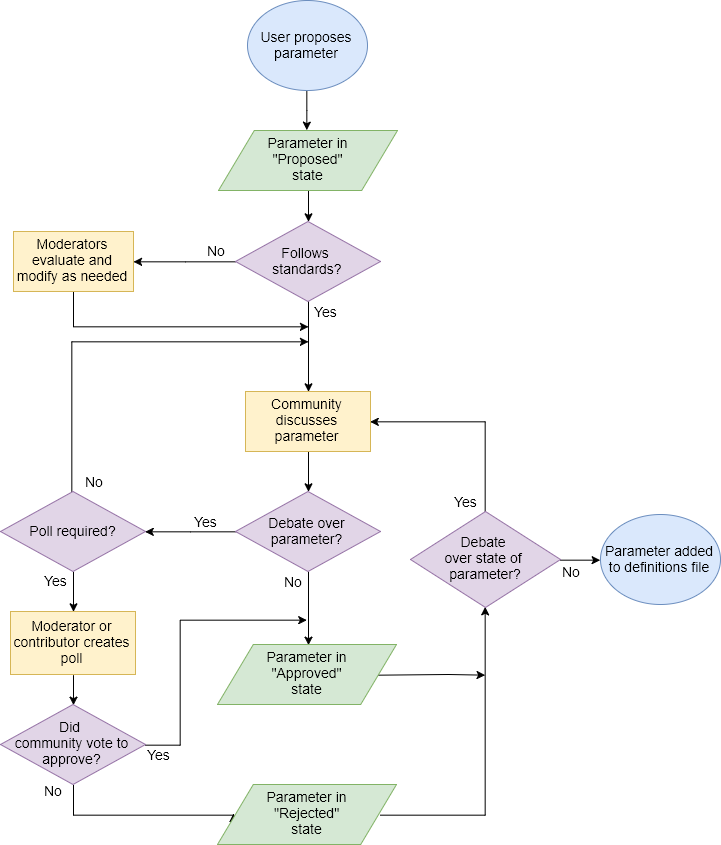 User proposes
parameter
Parameter in
"Proposed"
state
Follows
standards?
No
Yes
Moderators
evaluate and
modify as needed
Community
discusses
parameter
Debate over
parameter?
Yes
No
Poll required?
No
Yes
Moderator or
contributor creates
poll
Did
community vote to
approve?
Yes
No
Parameter in
"Approved"
state
Parameter in
"Rejected"
state
Debate
over state of
parameter?
Yes
No
Parameter added
to definitions file